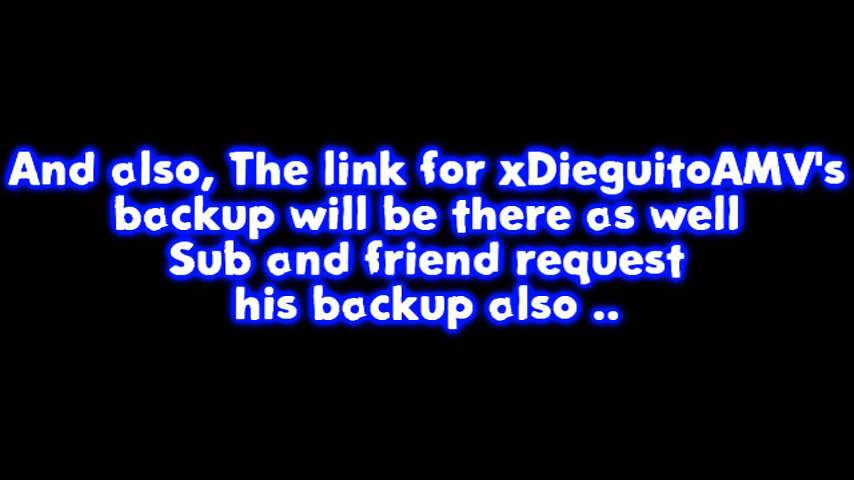 And also, The link for xDieguitoAMV's
backup will be there as well
Sub and friend request
his backup also ..